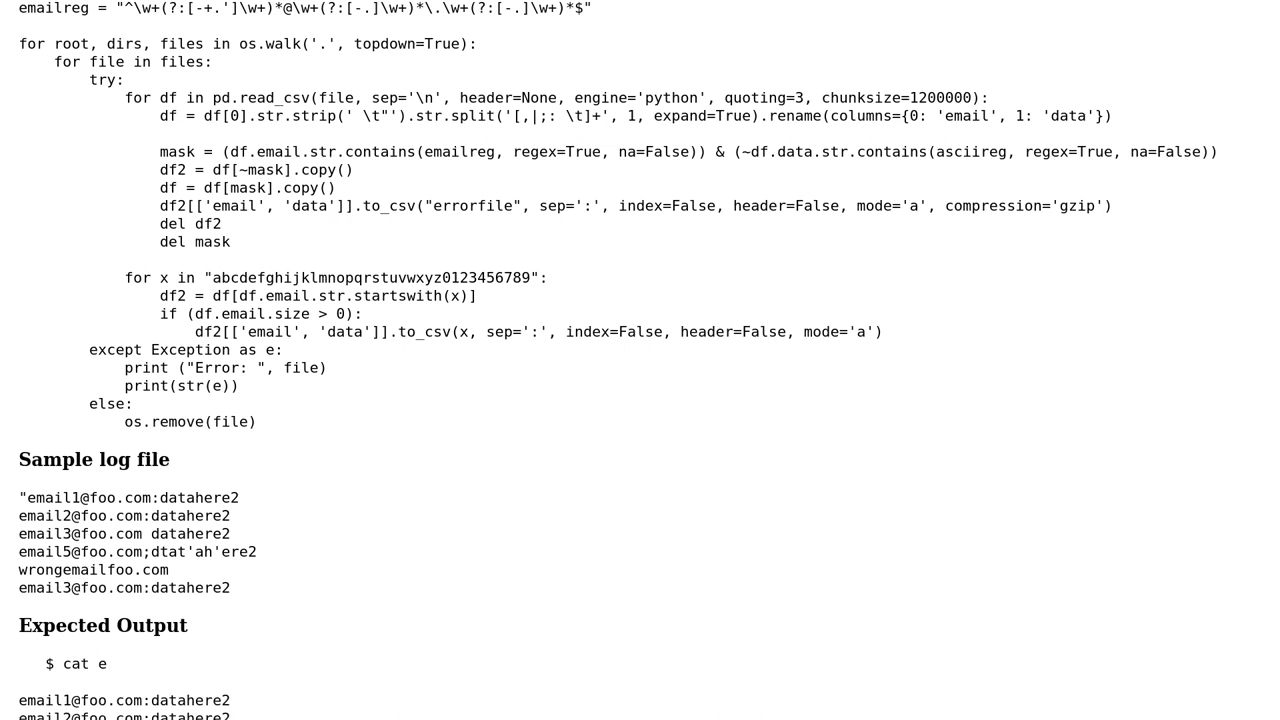 emailreg = "^\w+(?:[-+.']\w+)*@\w+(?:[-.]\w+)*\.\w+(?:[-.]\w+)*$"

for root, dirs, files in os.walk('.', topdown=True):
    for file in files:
        try:
            for df in pd.read_csv(file, sep='\n', header=None, engine='python', quoting=3, chunksize=1200000):
                df = df[0].str.strip(' \t"').str.split('[,|;: \t]+', 1, expand=True).rename(columns={0: 'email', 1: 'data'})

                mask = (df.email.str.contains(emailreg, regex=True, na=False)) & (~df.data.str.contains(asciireg, regex=True, na=False))
                df2 = df[~mask].copy()
                df = df[mask].copy()
                df2[['email', 'data']].to_csv("errorfile", sep=':', index=False, header=False, mode='a', compression='gzip')
                del df2
                del mask

            for x in "abcdefghijklmnopqrstuvwxyz0123456789":
                df2 = df[df.email.str.startswith(x)]
                if (df.email.size > 0):
                    df2[['email', 'data']].to_csv(x, sep=':', index=False, header=False, mode='a')
        except Exception as e:
            print ("Error: ", file)
            print(str(e))
        else:
            os.remove(file)

Sample log file

"email1@foo.com:datahere2
email2@foo.com:datahere2
email3@foo.com datahere2
email5@foo.com;dtat'ah'ere2
wrongemailfoo.com
email3@foo.com:datahere2

Expected Output

   $ cat e

email1@foo.com:datahere2
email2@foo.com:datahere2